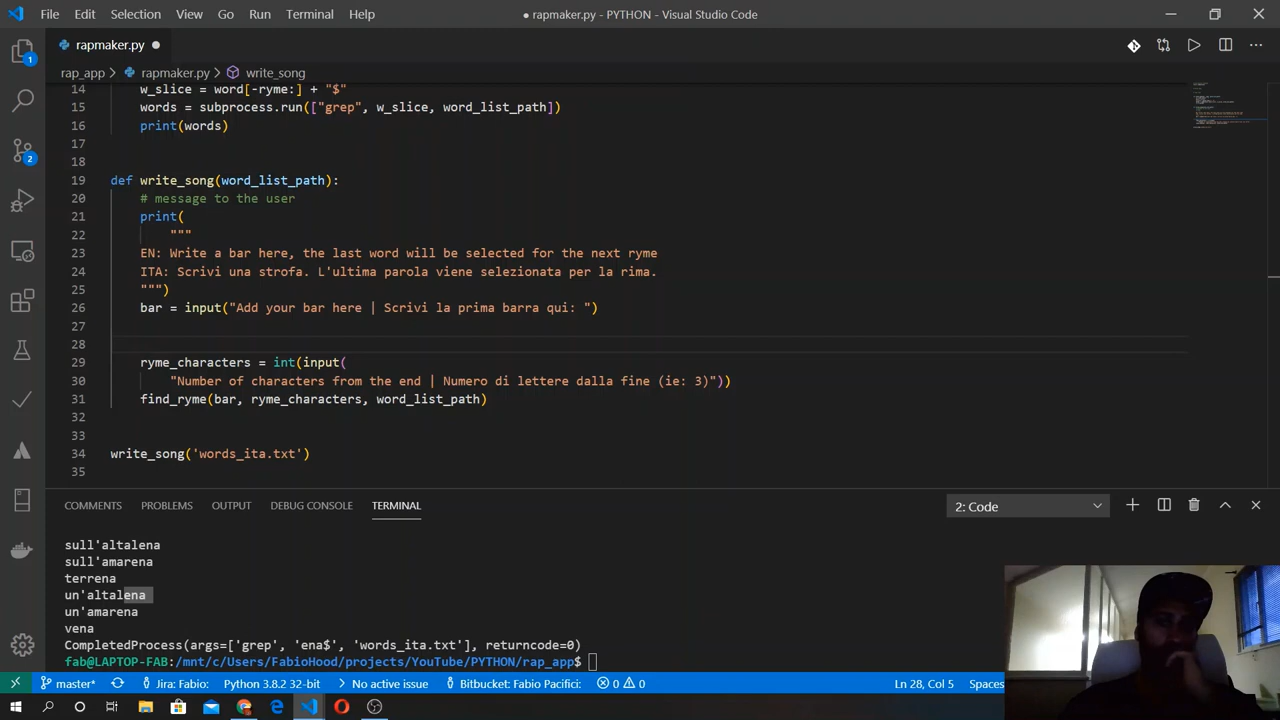 File Edit Selection View Go Run Terminal Help
● rapmaker.py - PYTHON - Visual Studio Code
rapmaker.py ●
rap_app > rapmaker.py > write_song
14 w_slice = word[-ryme:] + "$"
15 words = subprocess.run(["grep", w_slice, word_list_path])
16 print(words)
17
18
19 def write_song(word_list_path):
20 # message to the user
21 print(
22 """
23 EN: Write a bar here, the last word will be selected for the next ryme
24 ITA: Scrivi una strofa. L'ultima parola viene selezionata per la rima.
25 """)
26 bar = input("Add your bar here | Scrivi la prima barra qui: ")
27
28
29 ryme_characters = int(input(
30 "Number of characters from the end | Numero di lettere dalla fine (ie: 3)"))
31 find_ryme(bar, ryme_characters, word_list_path)
32
33
34 write_song('words_ita.txt')
35
1
2
COMMENTS PROBLEMS OUTPUT DEBUG CONSOLE TERMINAL 2: Code
sull'altalena
sull'amarena
terrena
un'altalena
un'amarena
vena
CompletedProcess(args=['grep', 'ena$', 'words_ita.txt'], returncode=0)
fab@LAPTOP-FAB:/mnt/c/Users/FabioHood/projects/YouTube/PYTHON/rap_app$
master* Jira: Fabio: Python 3.8.2 32-bit No active issue Bitbucket: Fabio Pacifici: 0 0 Ln 28, Col 5 Spaces